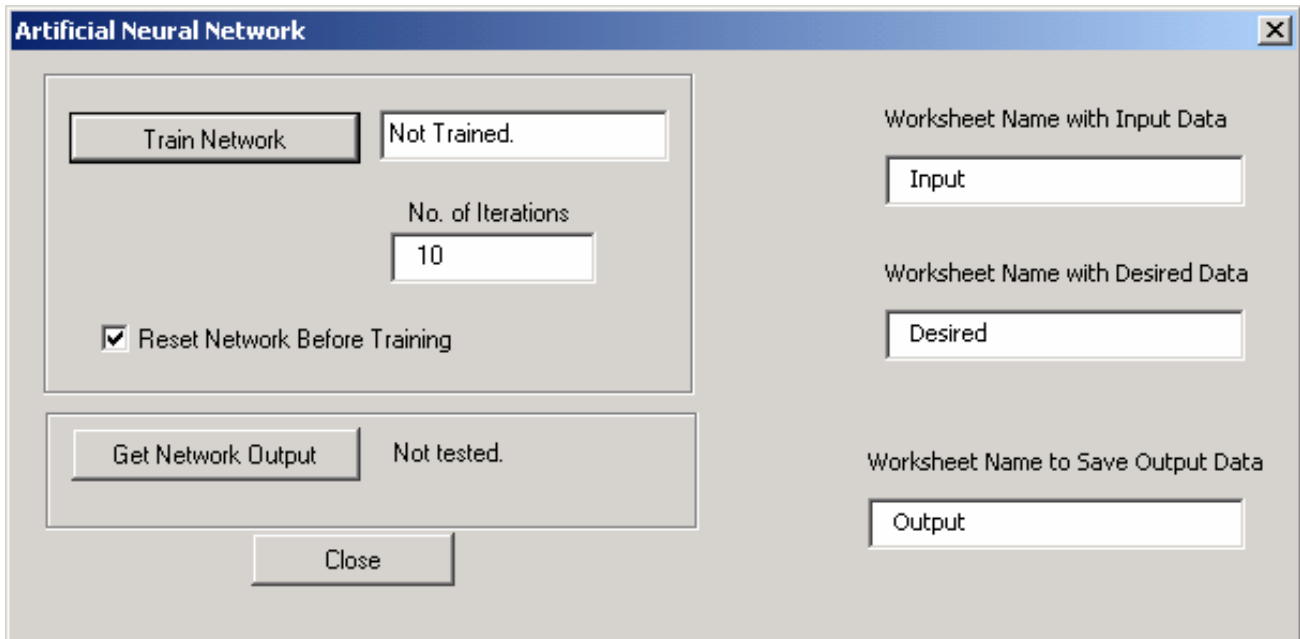 Artificial Neural Network
Train Network
Not Trained.
No. of Iterations
10
Reset Network Before Training
Get Network Output
Not tested.
Close
Worksheet Name with Input Data
Input
Worksheet Name with Desired Data
Desired
Worksheet Name to Save Output Data
Output